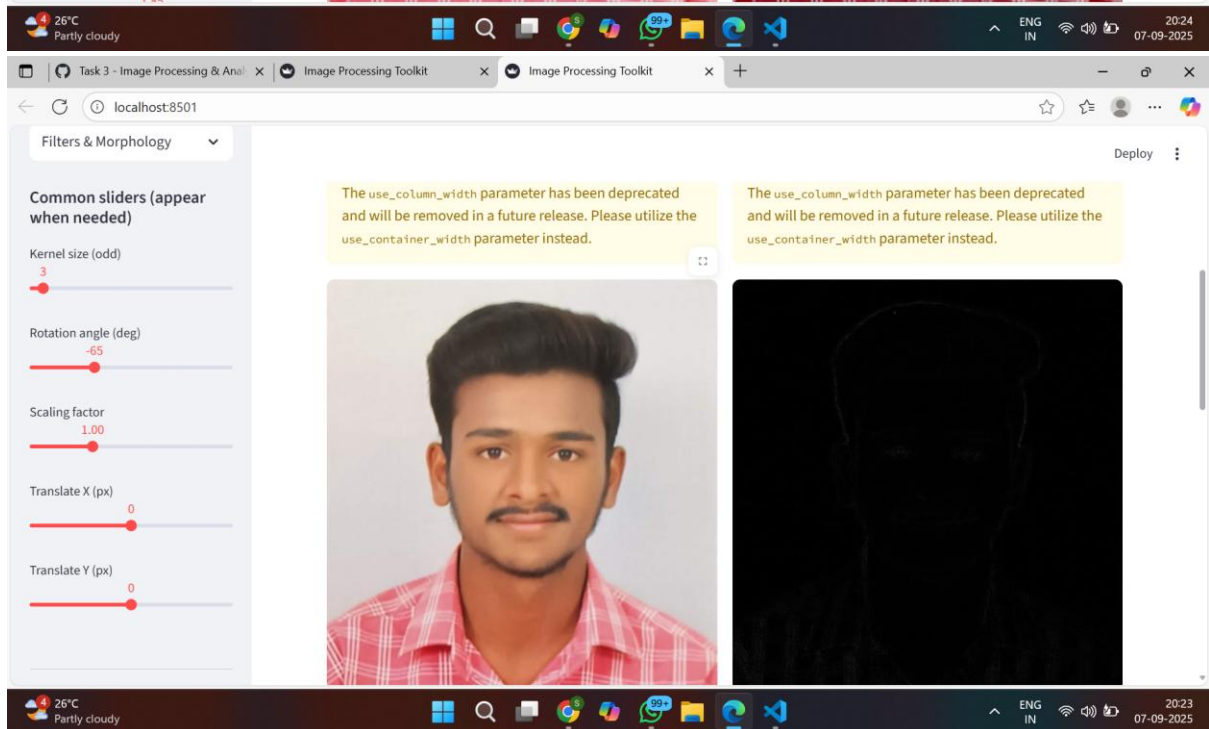 4
26°C
Partly cloudy
S
99+
ENG
IN
20:24
07-09-2025
Task 3 - Image Processing & Anal
Image Processing Toolkit
Image Processing Toolkit
localhost:8501
Filters & Morphology
Deploy
Common sliders (appear
when needed)
Kernel size (odd)
3
Rotation angle (deg)
-65
Scaling factor
1.00
Translate X (px)
0
Translate Y (px)
0
The use_column_width parameter has been deprecated
and will be removed in a future release. Please utilize the
use_container_width parameter instead.
The use_column_width parameter has been deprecated
and will be removed in a future release. Please utilize the
use_container_width parameter instead.
4
26°C
Partly cloudy
S
99+
ENG
IN
20:23
07-09-2025